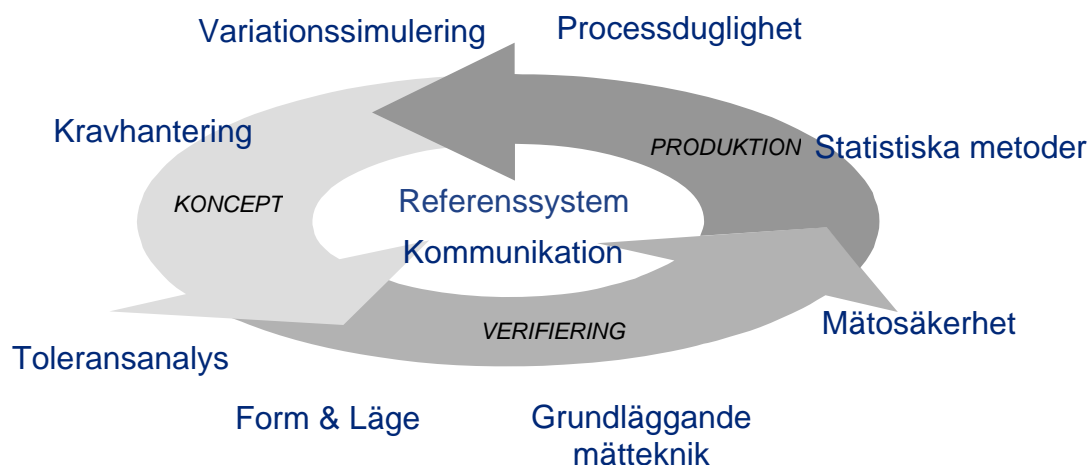 Variationssimulering
Processduglighet
Kravhantering
PRODUKTION
Statistiska metoder
KONCEPT
Referenssystem
Kommunikation
VERIFIERING
Mätosäkerhet
Toleransanalys
Form & Läge
Grundläggande
mätteknik